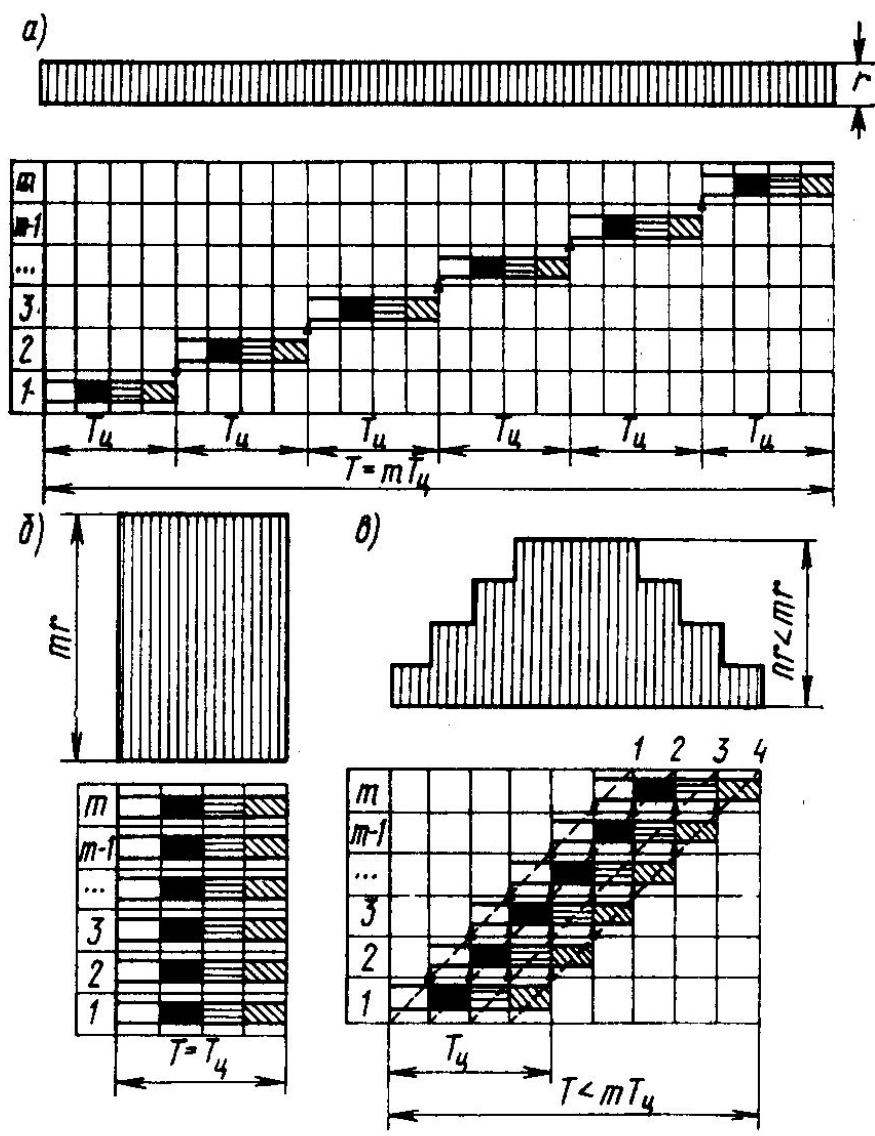 а)
r
m
m-1
...
3
2
1
Tц Tц Tц Tц Tц Tц
T = mTц
б)
mr
в)
nr < mr
1 2 3 4
m
m-1
...
3
2
1
T = Tц
m
m-1
...
3
2
1
Tц
T < mTц